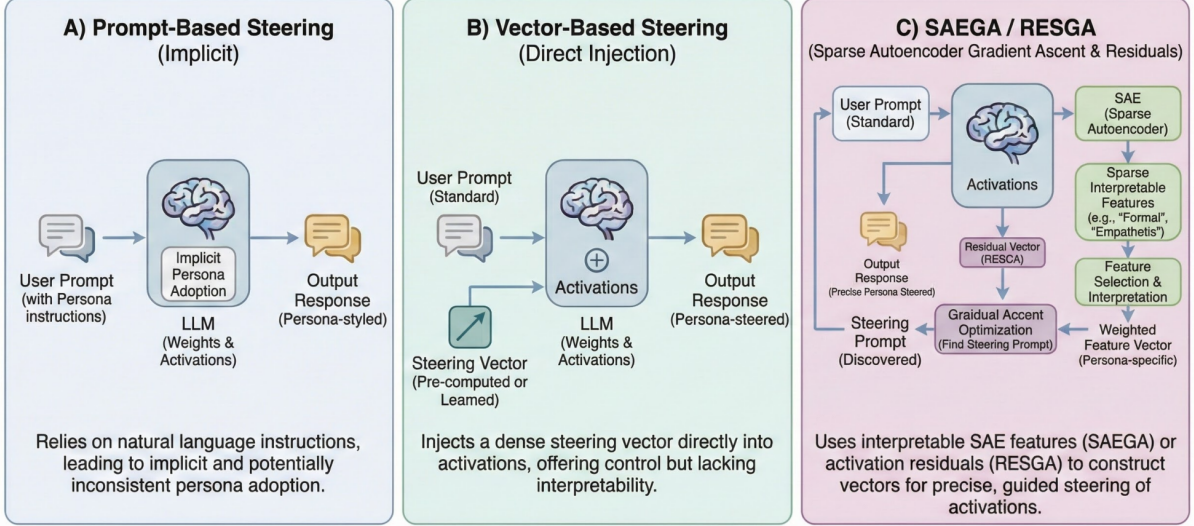 A) Prompt-Based Steering
(Implicit)
User Prompt
(with Persona
instructions)
Implicit
Persona
Adoption
LLM
(Weights &
Activations)
Output
Response
(Persona-styled)
Relies on natural language instructions,
leading to implicit and potentially
inconsistent persona adoption.
B) Vector-Based Steering
(Direct Injection)
User Prompt
(Standard)
Activations
Steering Vector
(Pre-computed or
Learned)
LLM
(Weights &
Activations)
Output
Response
(Persona-steered)
Injects a dense steering vector directly into
activations, offering control but lacking
interpretability.
C) SAEGA / RESGA
(Sparse Autoencoder Gradient Ascent & Residuals)
User Prompt
(Standard)
Activations
SAE
(Sparse
Autoencoder)
Sparse
Interpretable
Features
(e.g., “Formal”,
“Empathetis”)
Output
Response
(Precise Persona Steered)
Residual Vector
(RESCA)
Feature
Selection &
Interpretation
Steering
Prompt
(Discovered)
Graidual Accent
Optimization
(Find Steering Prompt)
Weighted
Feature Vector
(Persona-specific)
Uses interpretable SAE features (SAEGA) or
activation residuals (RESGA) to construct
vectors for precise, guided steering of
activations.